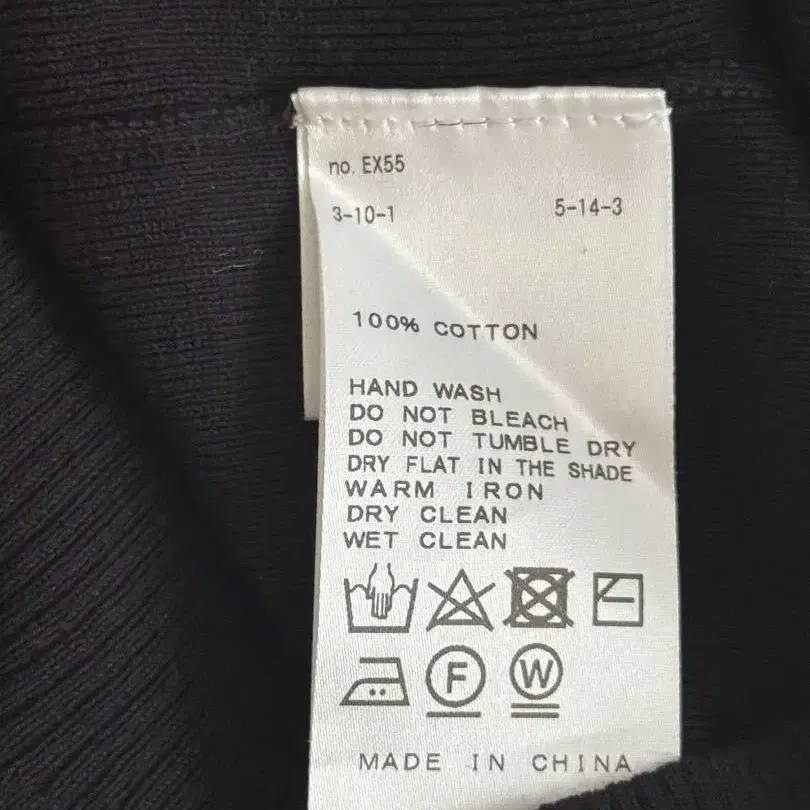 no. EX55
3-10-1 5-14-3
100% COTTON
HAND WASH
DO NOT BLEACH
DO NOT TUMBLE DRY
DRY FLAT IN THE SHADE
WARM IRON
DRY CLEAN
WET CLEAN
F W
MADE IN CHINA